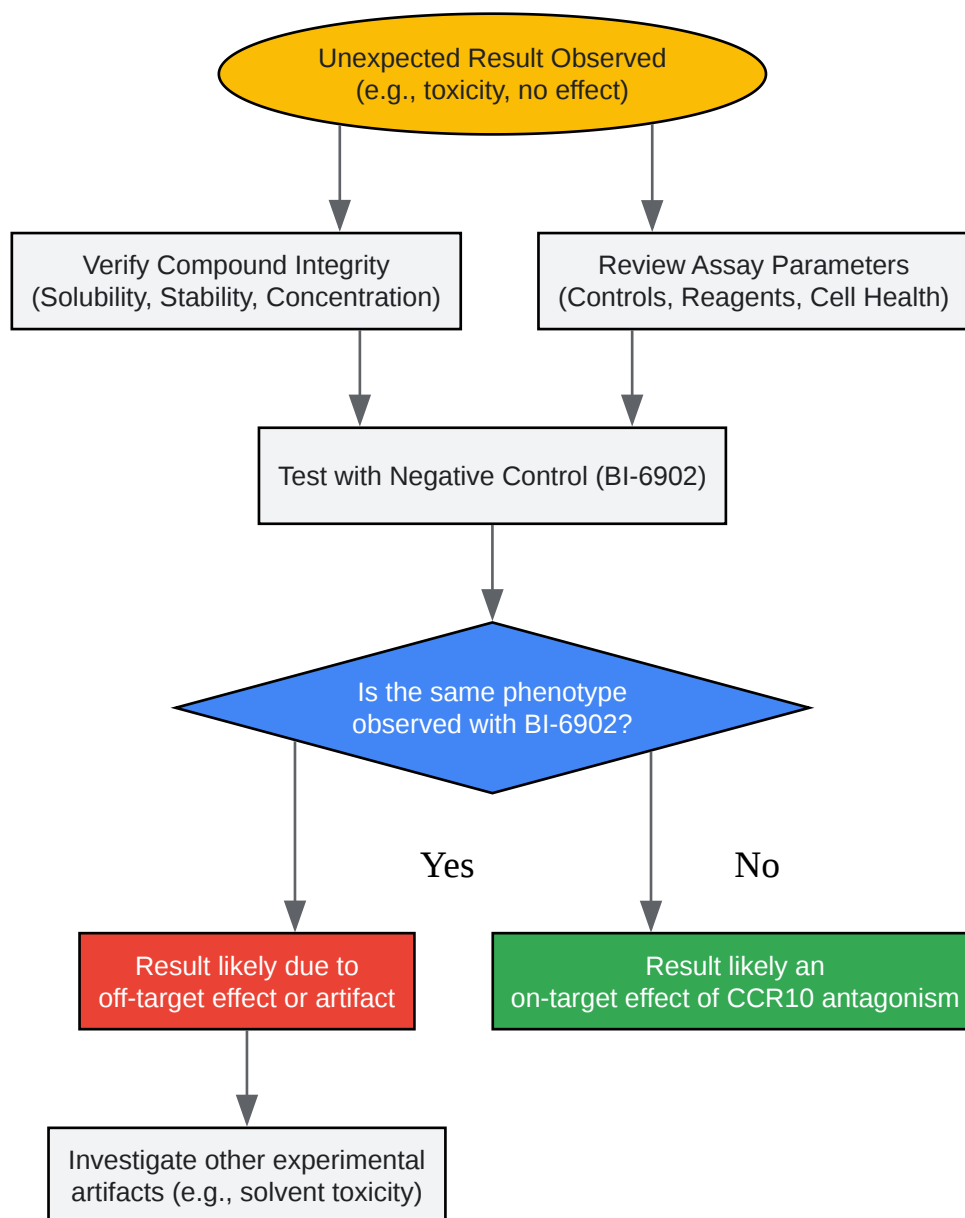 Unexpected Result Observed
(e.g., toxicity, no effect)
Verify Compound Integrity
(Solubility, Stability, Concentration)
Review Assay Parameters
(Controls, Reagents, Cell Health)
Test with Negative Control (BI-6902)
Is the same phenotype
observed with BI-6902?
Yes
No
Result likely due to
off-target effect or artifact
Result likely an
on-target effect of CCR10 antagonism
Investigate other experimental
artifacts (e.g., solvent toxicity)